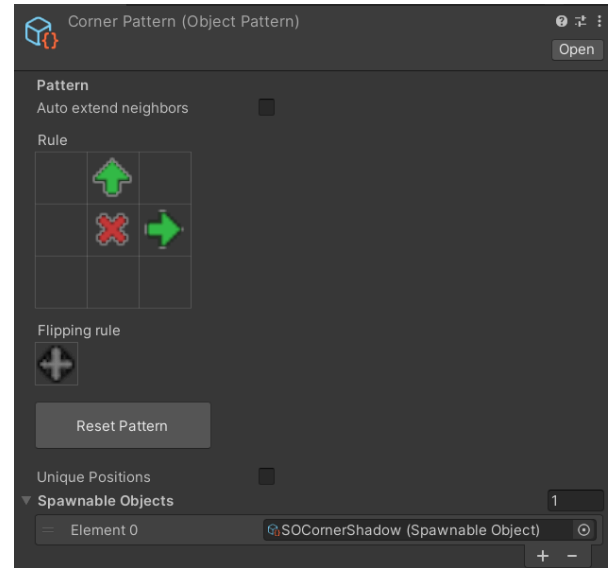 Corner Pattern (Object Pattern)
Open
Pattern
Auto extend neighbors
Rule
Flipping rule
Reset Pattern
Unique Positions
Spawnable Objects 1
Element 0 SOCornerShadow (Spawnable Object)
+ −